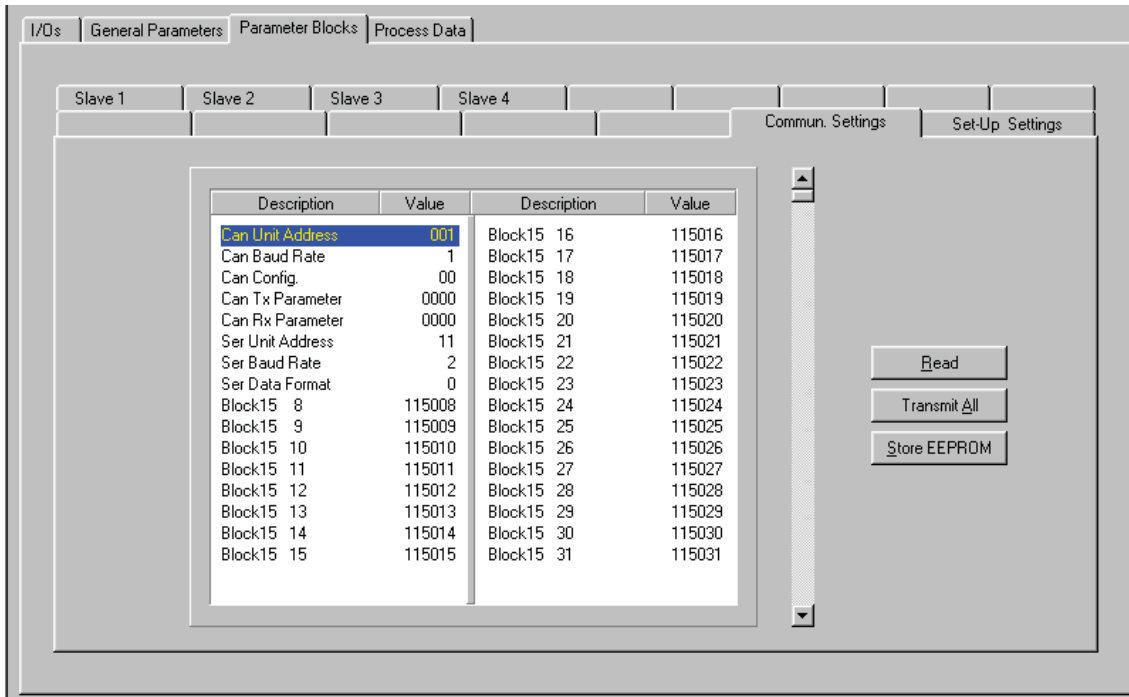 I/Os General Parameters Parameter Blocks Process Data
Slave 1 Slave 2 Slave 3 Slave 4
Commun. Settings Set-Up Settings
Description Value Description Value
Can Unit Address 001 Block15 16 115016
Can Baud Rate 1 Block15 17 115017
Can Config. 00 Block15 18 115018
Can Tx Parameter 0000 Block15 19 115019
Can Rx Parameter 0000 Block15 20 115020
Ser Unit Address 11 Block15 21 115021
Ser Baud Rate 2 Block15 22 115022
Ser Data Format 0 Block15 23 115023
Block15 8 115008 Block15 24 115024
Block15 9 115009 Block15 25 115025
Block15 10 115010 Block15 26 115026
Block15 11 115011 Block15 27 115027
Block15 12 115012 Block15 28 115028
Block15 13 115013 Block15 29 115029
Block15 14 115014 Block15 30 115030
Block15 15 115015 Block15 31 115031
Read
Transmit All
Store EEPROM